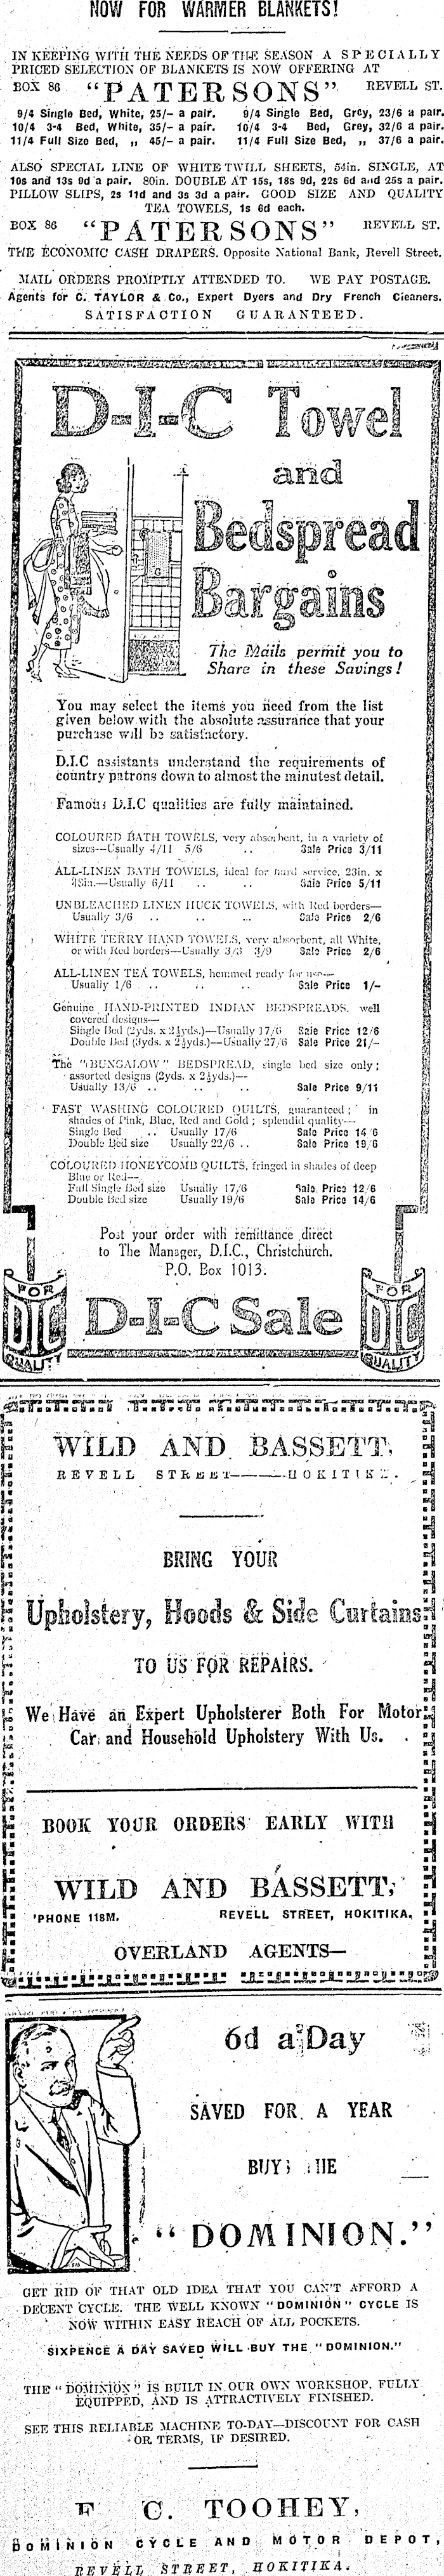 NOW FOR WARMER BLANKETS!
IN KEEPING WITH THE NEEDS OF THE SEASON A SPECIALLY
PRICED SELECTION OF BLANKETS IS NOW OFFERING AT
BOX 86 "PATERSONS" REVELL ST.
9/4 Single Bed, White, 25/- a pair. 9/4 Single Bed, Grey, 23/6 a pair.
10/4 3-4 Bed, White, 35/- a pair. 10/4 3-4 Bed, Grey, 32/6 a pair.
11/4 Full Size Bed, ,, 45/- a pair. 11/4 Full Size Bed, ,, 37/6 a pair.
ALSO SPECIAL LINE OF WHITE TWILL SHEETS, 54in. SINGLE, AT
10s and 13s 9d a pair. 80in. DOUBLE AT 15s, 18s 9d, 22s 6d and 25s a pair.
PILLOW SLIPS, 2s 11d and 3s 3d a pair. GOOD SIZE AND QUALITY
TEA TOWELS, 1s 6d each.
BOX 86 "PATERSONS" REVELL ST.
THE ECONOMIC CASH DRAPERS. Opposite National Bank, Revell Street.
MAIL ORDERS PROMPTLY ATTENDED TO. WE PAY POSTAGE.
Agents for C. TAYLOR & Co., Expert Dyers and Dry French Cleaners.
SATISFACTION GUARANTEED.
D-I-C Towel
and
Bedspread
Bargains
The Mails permit you to
Share in these Savings!
You may select the items you need from the list
given below with the absolute assurance that your
purchase will be satisfactory.
D.I.C assistants understand the requirements of
country patrons down to almost the minutest detail.
Famous D.I.C qualities are fully maintained.
COLOURED BATH TOWELS, very absorbent, in a variety of
sizes—Usually 4/11 5/6 .. Sale Price 3/11
ALL-LINEN BATH TOWELS, ideal for hard service, 23in. x
48in.—Usually 6/11 .. .. Sale Price 5/11
UNBLEACHED LINEN HUCK TOWELS, with Red borders—
Usually 3/6 .. .. ... Sale Price 2/6
WHITE TERRY HAND TOWELS, very absorbent, all White,
or with Red borders—Usually 3/3 3/9 Sale Price 2/6
ALL-LINEN TEA TOWELS, hemmed ready for use—
Usually 1/6 .. .. .. Sale Price 1/-
Genuine HAND-PRINTED INDIAN BEDSPREADS, well
covered designs—
Single Bed (2yds. x 2½yds.)—Usually 17/6 Sale Price 12/6
Double Bed (3yds. x 2½yds.)—Usually 27/6 Sale Price 21/-
The "BUNGALOW" BEDSPREAD, single bed size only;
assorted designs (2yds. x 2½yds.)—
Usually 13/6 .. .. .. Sale Price 9/11
FAST WASHING COLOURED QUILTS, guaranteed; in
shades of Pink, Blue, Red and Gold; splendid quality—
Single Bed .. Usually 17/6 Sale Price 14/6
Double Bed size Usually 22/6 .. Sale Price 19/6
COLOURED HONEYCOMB QUILTS, fringed in shades of deep
Blue or Red—
Full Single Bed size Usually 17/6 Sale Price 12/6
Double Bed size Usually 19/6 Sale Price 14/6
Post your order with remittance direct
to The Manager, D.I.C., Christchurch.
P.O. Box 1013.
FOR DIC QUALITY
D-I-C Sale
FOR DIC QUALITY
WILD AND BASSETT,
REVELL STREET——HOKITIKA.
BRING YOUR
Upholstery, Hoods & Side Curtains
TO US FOR REPAIRS.
We Have an Expert Upholsterer Both For Motor
Car and Household Upholstery With Us.
BOOK YOUR ORDERS EARLY WITH
WILD AND BASSETT,
'PHONE 118M. REVELL STREET, HOKITIKA.
OVERLAND AGENTS—
6d a Day
SAVED FOR A YEAR
BUYS THE
"DOMINION."
GET RID OF THAT OLD IDEA THAT YOU CAN'T AFFORD A
DECENT CYCLE. THE WELL KNOWN "DOMINION" CYCLE IS
NOW WITHIN EASY REACH OF ALL POCKETS.
SIXPENCE A DAY SAVED WILL BUY THE "DOMINION."
THE "DOMINION" IS BUILT IN OUR OWN WORKSHOP, FULLY
EQUIPPED, AND IS ATTRACTIVELY FINISHED.
SEE THIS RELIABLE MACHINE TO-DAY—DISCOUNT FOR CASH
OR TERMS, IF DESIRED.
F C. TOOHEY,
DOMINION CYCLE AND MOTOR DEPOT,
REVELL STREET, HOKITIKA.